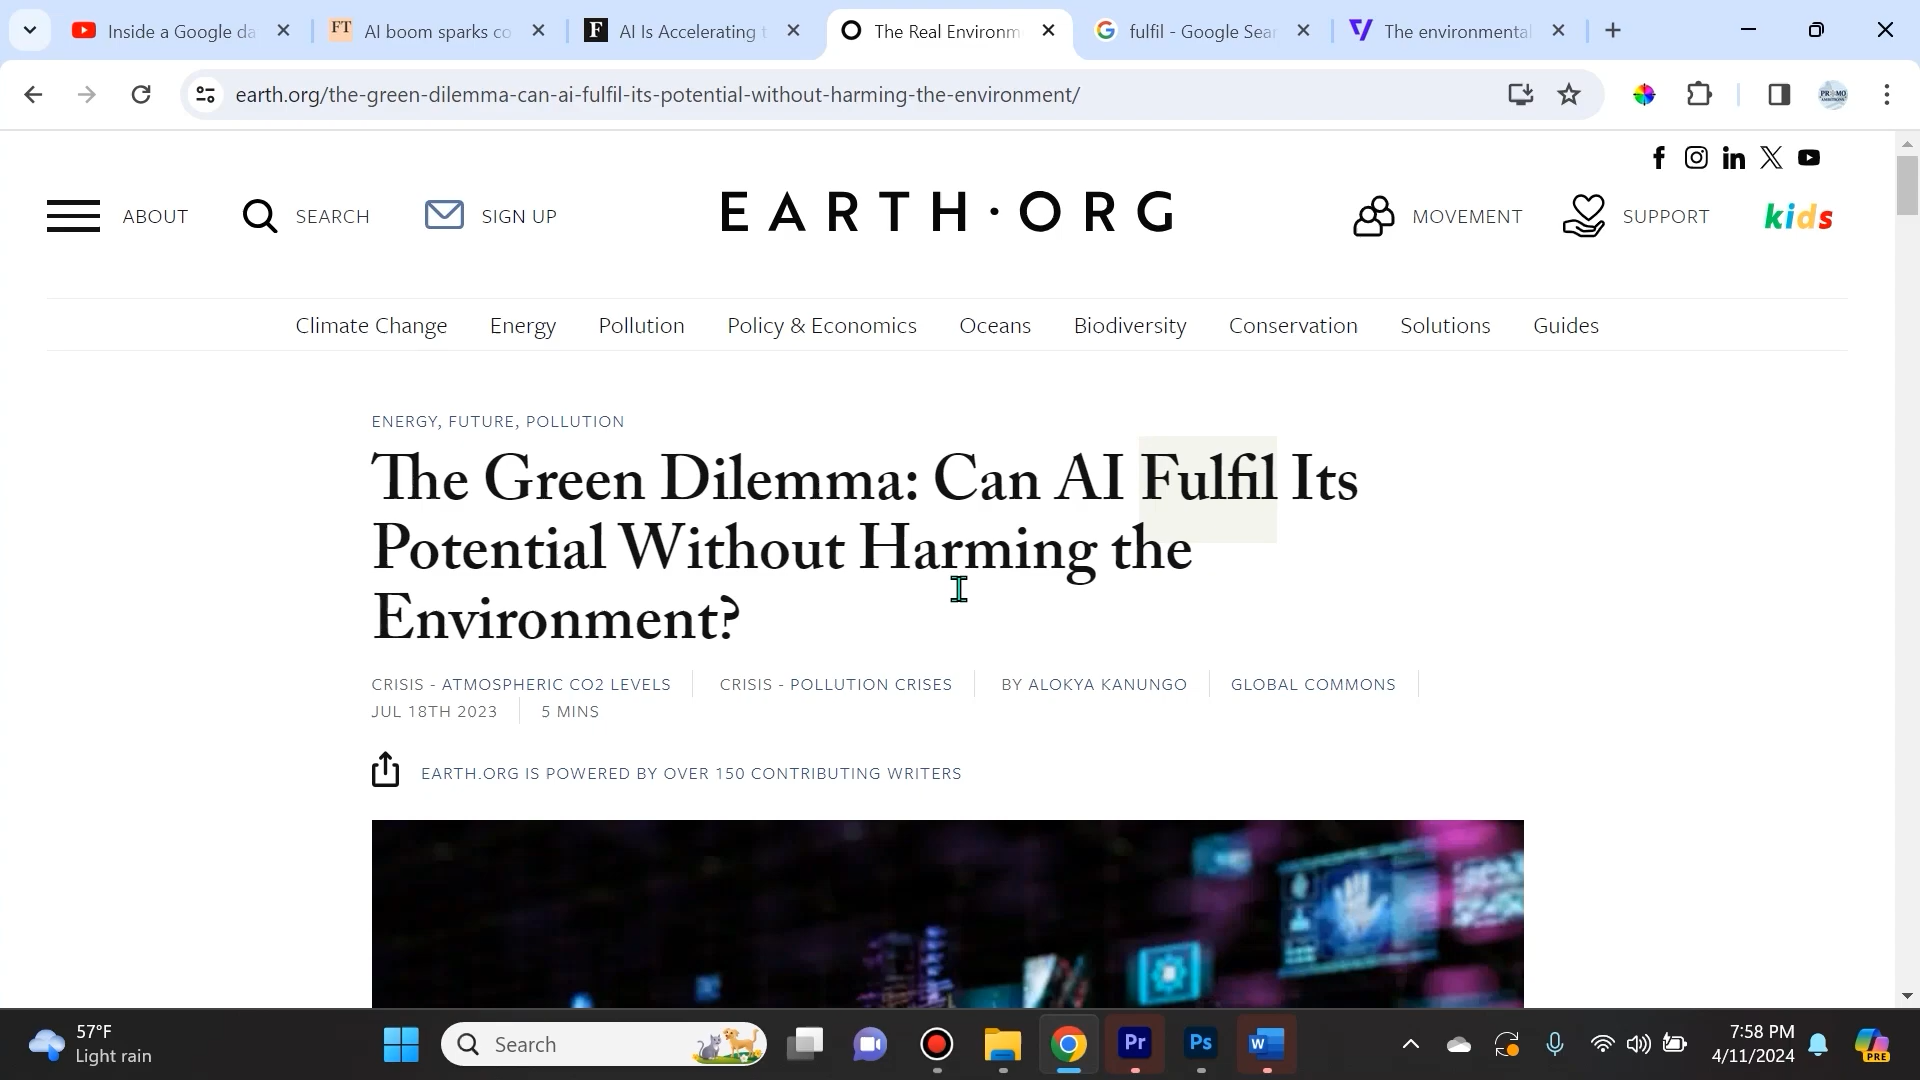 Inside a Google da
FT AI boom sparks co
F AI Is Accelerating t
The Real Environm
fulfil - Google Sear
The environmental
earth.org/the-green-dilemma-can-ai-fulfil-its-potential-without-harming-the-environment/
ABOUT SEARCH SIGN UP EARTH·ORG MOVEMENT SUPPORT kids
Climate Change Energy Pollution Policy & Economics Oceans Biodiversity Conservation Solutions Guides
ENERGY, FUTURE, POLLUTION
The Green Dilemma: Can AI Fulfil Its
Potential Without Harming the
Environment?
CRISIS - ATMOSPHERIC CO2 LEVELS CRISIS - POLLUTION CRISES BY ALOKYA KANUNGO GLOBAL COMMONS
JUL 18TH 2023 5 MINS
EARTH.ORG IS POWERED BY OVER 150 CONTRIBUTING WRITERS
57°F
Light rain
Search
Pr
Ps
W
7:58 PM
4/11/2024
PRE